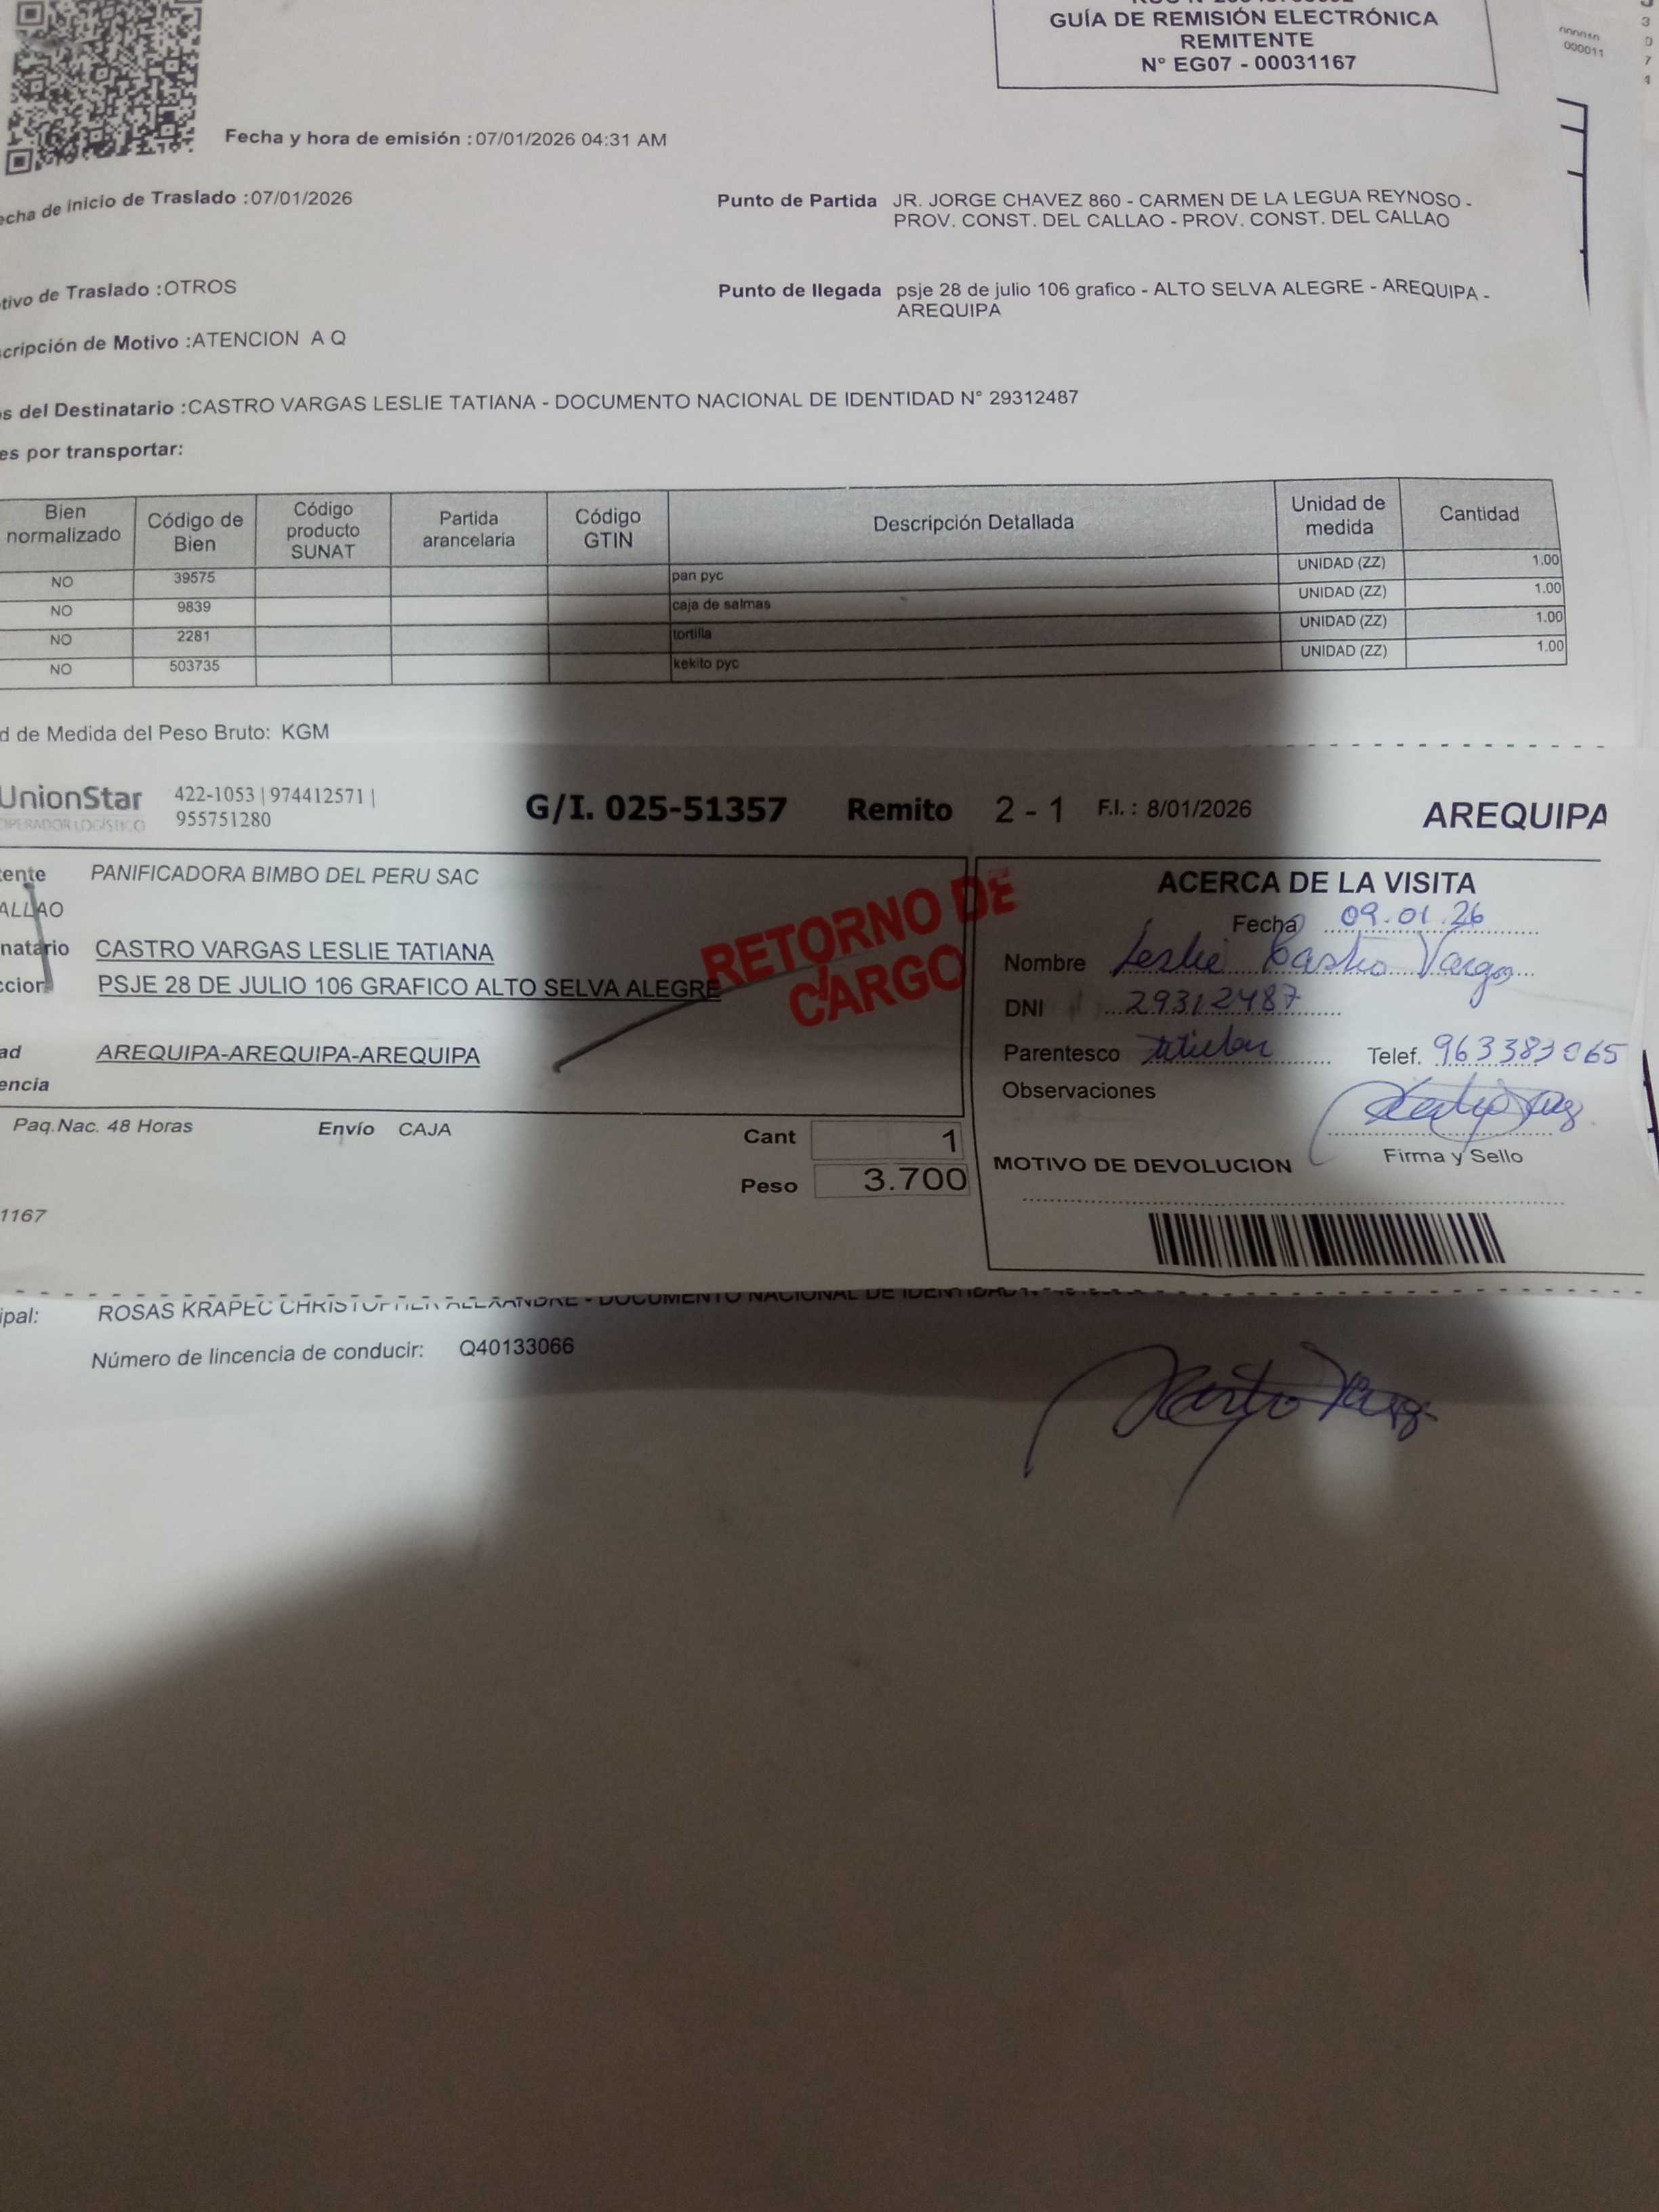 GUÍA DE REMISIÓN ELECTRÓNICA
REMITENTE
N° EG07 - 00031167
000011
Fecha y hora de emisión : 07/01/2026 04:31 AM
echa de Inicio de Traslado : 07/01/2026
Punto de Partida JR. JORGE CHAVEZ 860 - CARMEN DE LA LEGUA REYNOSO -
PROV. CONST. DEL CALLAO - PROV. CONST. DEL CALLAO
tivo de Traslado : OTROS
Punto de llegada psje 28 de julio 106 grafico - ALTO SELVA ALEGRE - AREQUIPA -
AREQUIPA
cripción de Motivo : ATENCION A Q
s del Destinatario : CASTRO VARGAS LESLIE TATIANA - DOCUMENTO NACIONAL DE IDENTIDAD N° 29312487
es por transportar:
Bien normalizado Código de Bien Código producto SUNAT Partida arancelaria Código GTIN Descripción Detallada Unidad de medida Cantidad
NO 39575 pan pyc UNIDAD (ZZ) 1.00
NO 9839 caja de salmas UNIDAD (ZZ) 1.00
NO 2281 tortilla UNIDAD (ZZ) 1.00
NO 503735 kekito pyc UNIDAD (ZZ) 1.00
d de Medida del Peso Bruto: KGM
UnionStar
OPERADOR LOGÍSTICO
422-1053 | 974412571 |
955751280
G/I. 025-51357 Remito 2 - 1 F.I. : 8/01/2026 AREQUIPA
ente PANIFICADORA BIMBO DEL PERU SAC
ALLAO
natario CASTRO VARGAS LESLIE TATIANA
ccion PSJE 28 DE JULIO 106 GRAFICO ALTO SELVA ALEGRE
ad AREQUIPA-AREQUIPA-AREQUIPA
encia
RETORNO DE
CARGO
Paq.Nac. 48 Horas Envío CAJA
Cant 1
Peso 3.700
1167
ACERCA DE LA VISITA
Fecha 09.01.26
Nombre Leslie Castro Vargas
DNI 29312487
Parentesco titular Telef. 963383065
Observaciones
Firma y Sello
MOTIVO DE DEVOLUCION
ipal: ROSAS KRAPEC CHRISTOPHER ALEXANDRE - DOCUMENTO NACIONAL DE IDENTIDAD
Número de lincencia de conducir: Q40133066